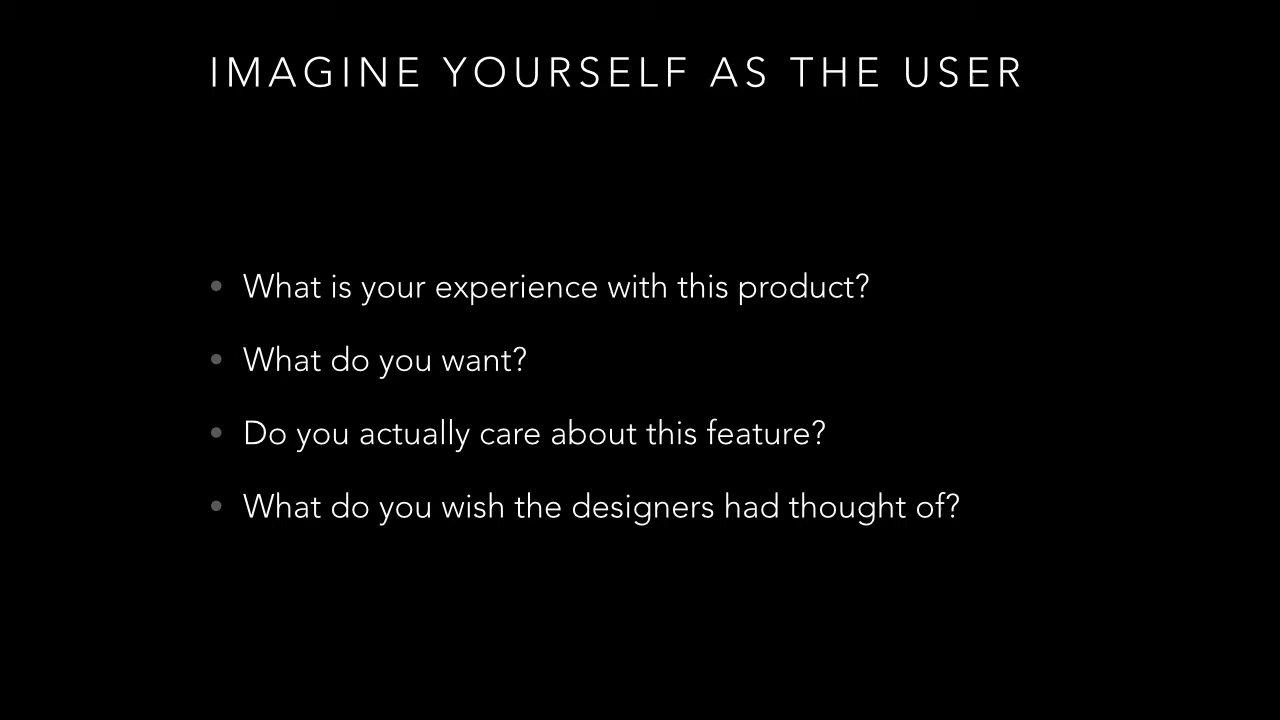 IMAGINE YOURSELF AS THE USER
• What is your experience with this product?
• What do you want?
• Do you actually care about this feature?
• What do you wish the designers had thought of?